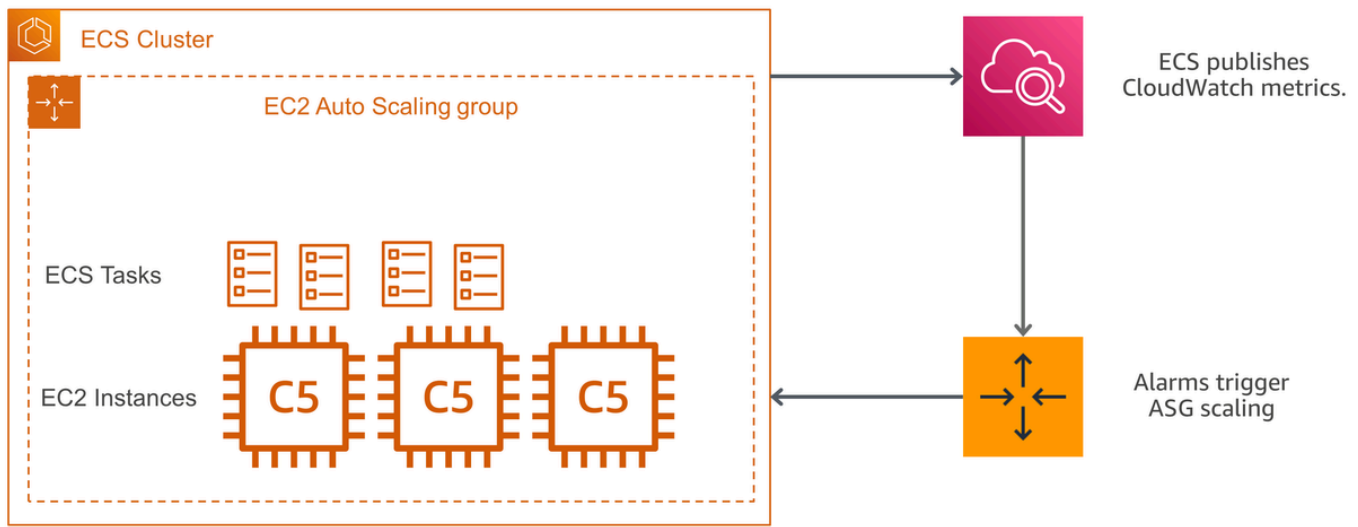 ECS Cluster
EC2 Auto Scaling group
ECS publishes
CloudWatch metrics.
ECS Tasks
EC2 Instances
C5
C5
C5
Alarms trigger
ASG scaling